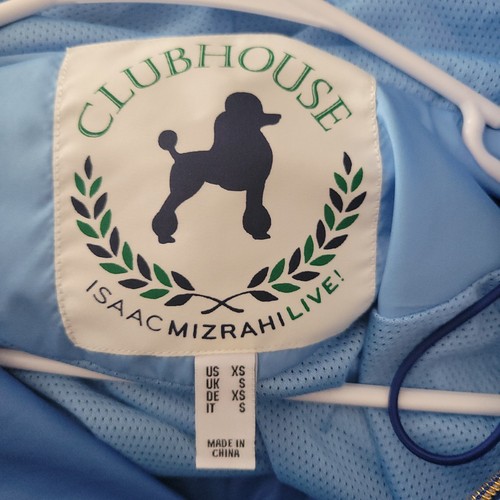 CLUBHOUSE
ISAACMIZRAHILIVE!
US XS
UK S
DE XS
IT S
MADE IN
CHINA